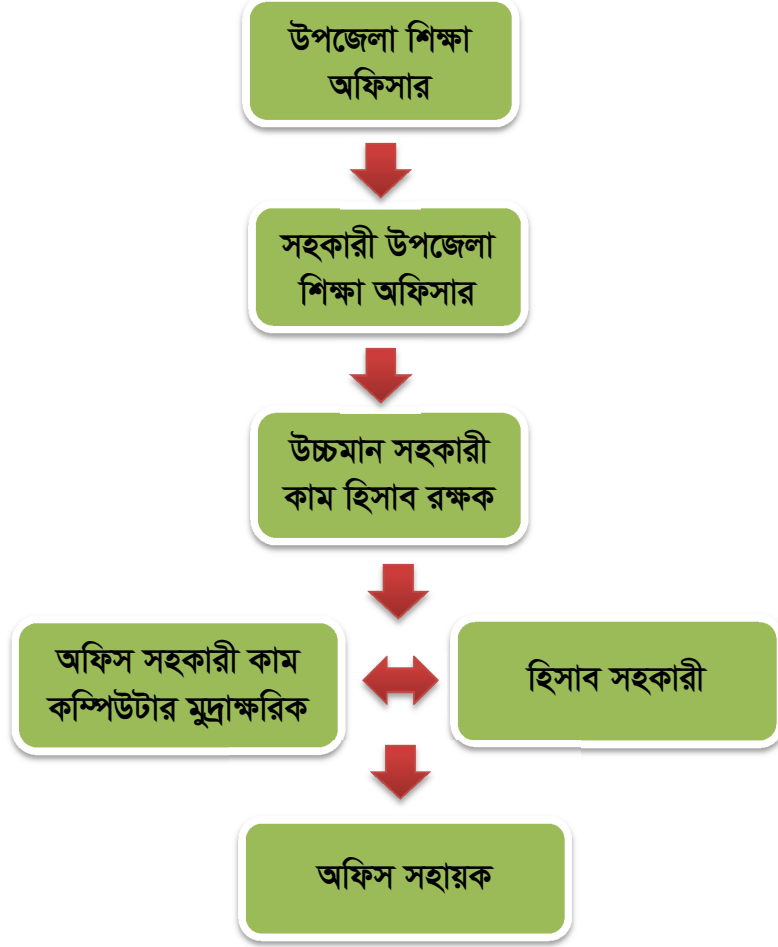 উপজেলা শিক্ষা
অফিসার
সহকারী উপজেলা
শিক্ষা অফিসার
উচ্চমান সহকারী
কাম হিসাব রক্ষক
অফিস সহকারী কাম
কম্পিউটার মুদ্রাক্ষরিক
হিসাব সহকারী
অফিস সহায়ক